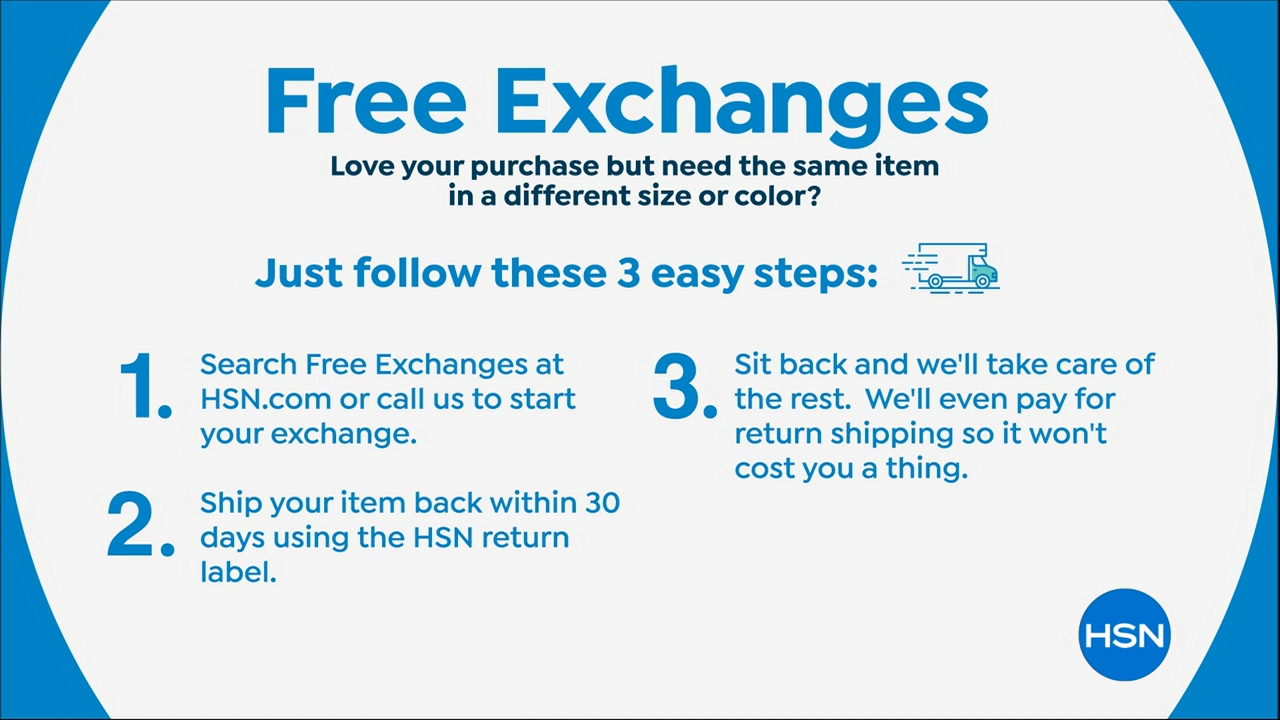 Free Exchanges
Love your purchase but need the same item
in a different size or color?
Just follow these 3 easy steps:
1. Search Free Exchanges at
HSN.com or call us to start
your exchange.
2. Ship your item back within 30
days using the HSN return
label.
3. Sit back and we'll take care of
the rest.  We'll even pay for
return shipping so it won't
cost you a thing.
HSN